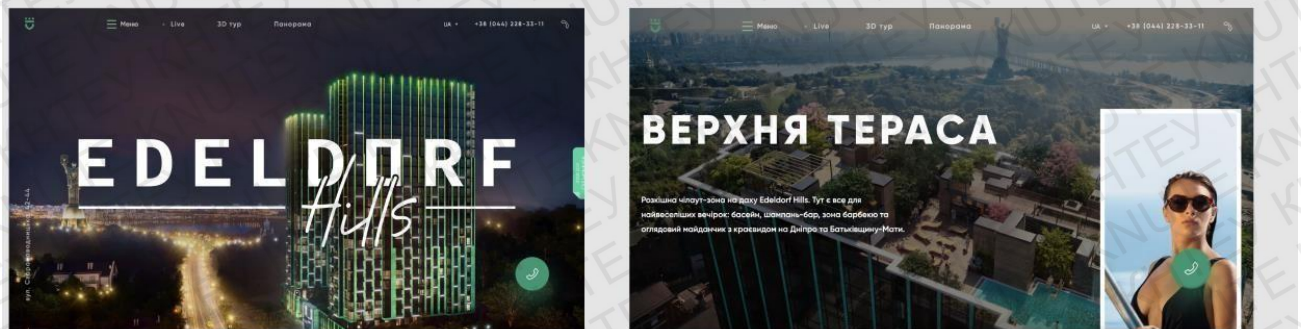 Меню
Live
3D тур
Панорама
UA
+38 (044) 228-33-11
EDELDORF
Hills
Меню
Live
3D тур
Панорама
UA
+38 (044) 228-33-11
ВЕРХНЯ ТЕРАСА
Розкішна чілаут-зона на даху Edeldorf Hills. Тут є все для
найвеселіших вечірок: басейн, шампань-бар, зона барбекю та
оглядовий майданчик з краєвидом на Дніпро та Батьківщину-Мати.